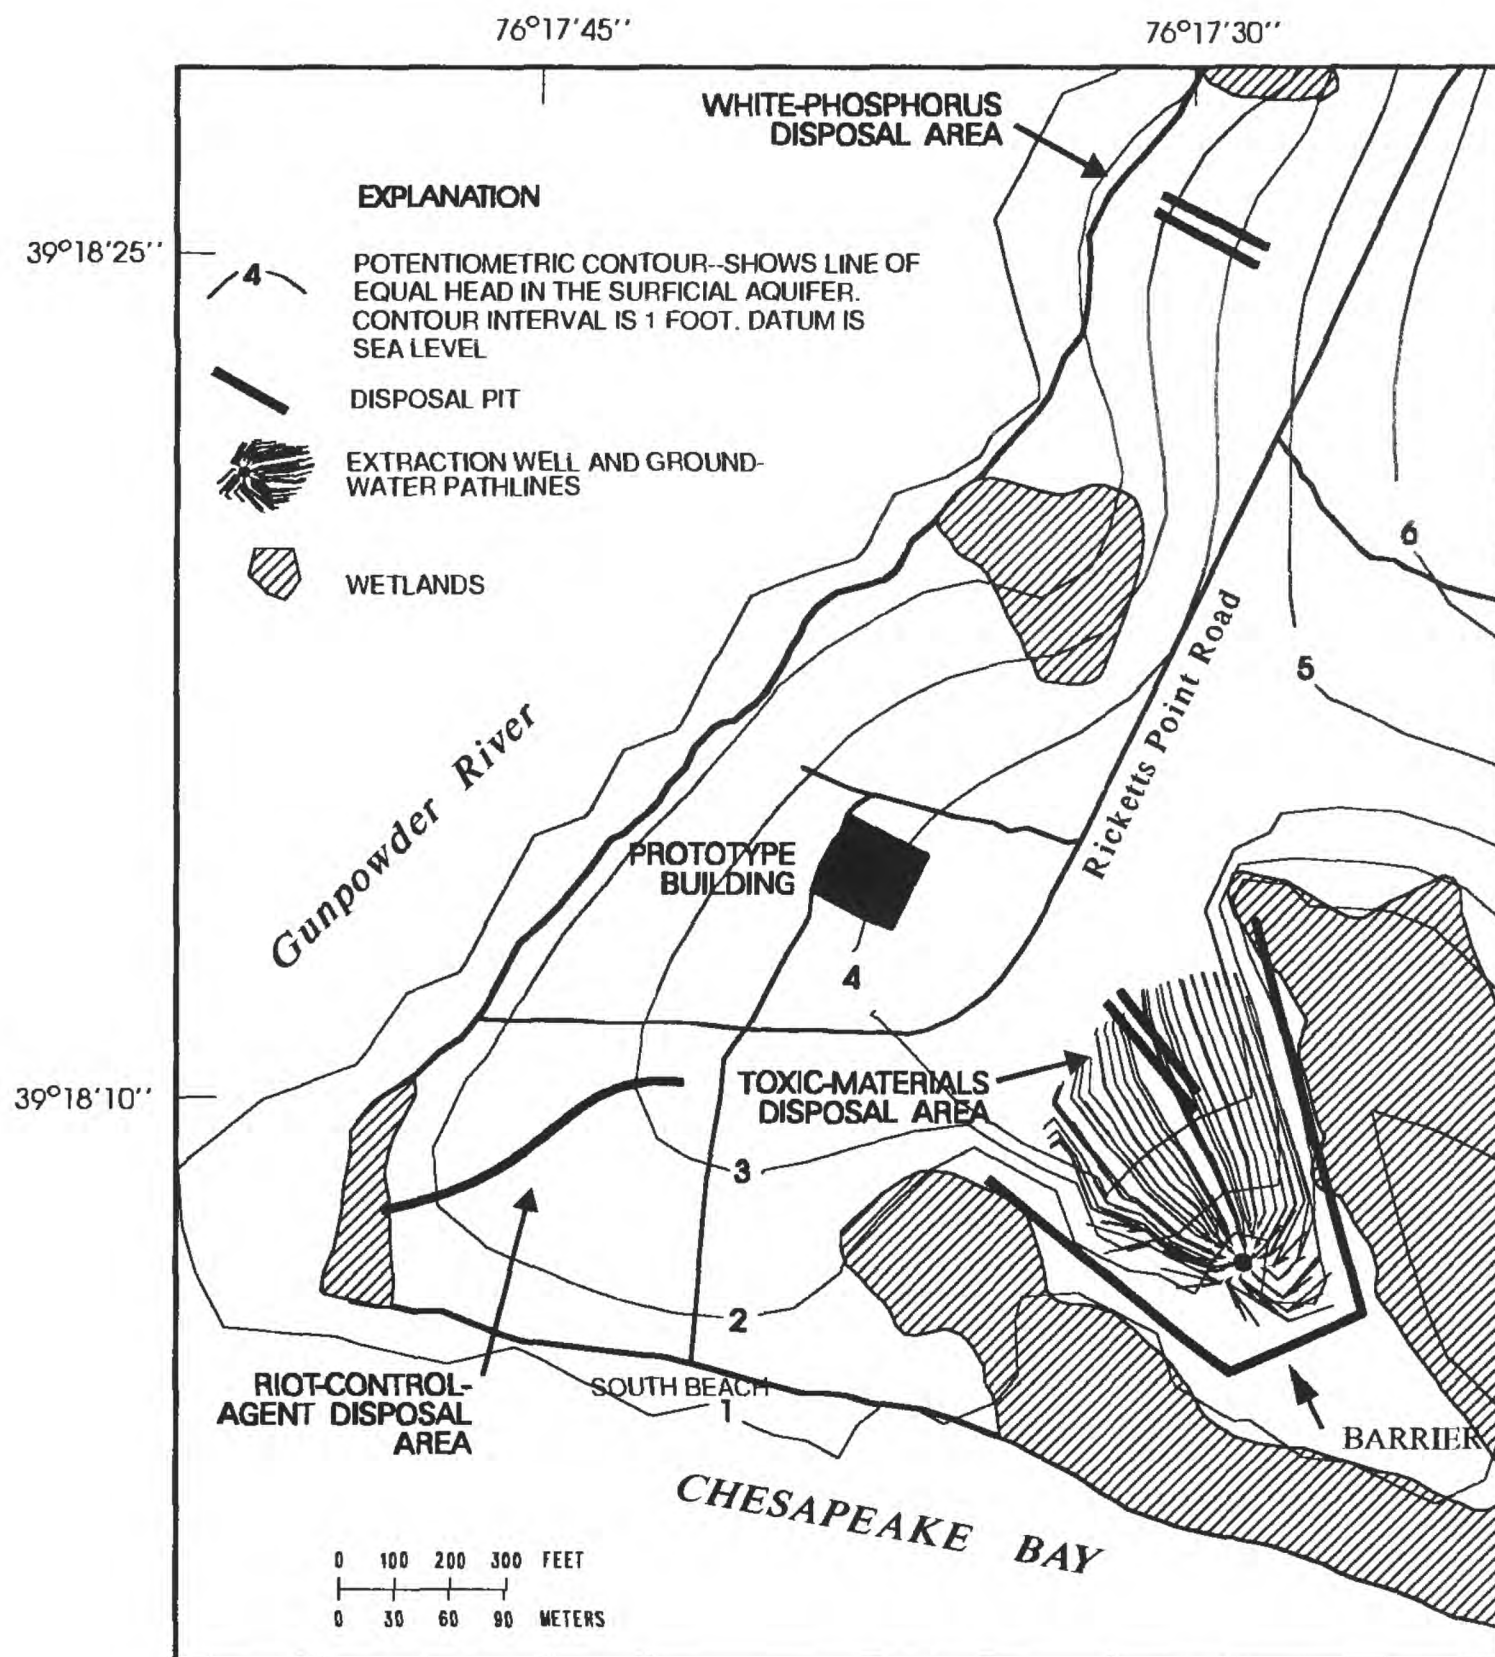 76°17'45''
76°17'30''
WHITE-PHOSPHORUS
DISPOSAL AREA
EXPLANATION
39°18'25''
4
POTENTIOMETRIC CONTOUR--SHOWS LINE OF
EQUAL HEAD IN THE SURFICIAL AQUIFER.
CONTOUR INTERVAL IS 1 FOOT. DATUM IS
SEA LEVEL
DISPOSAL PIT
EXTRACTION WELL AND GROUND-
WATER PATHLINES
WETLANDS
6
5
Ricketts Point Road
Gunpowder River
PROTOTYPE
BUILDING
4
39°18'10''
TOXIC-MATERIALS
DISPOSAL AREA
3
2
RIOT-CONTROL-
AGENT DISPOSAL
AREA
SOUTH BEACH
1
BARRIER
CHESAPEAKE BAY
0 100 200 300 FEET
0 30 60 90 METERS